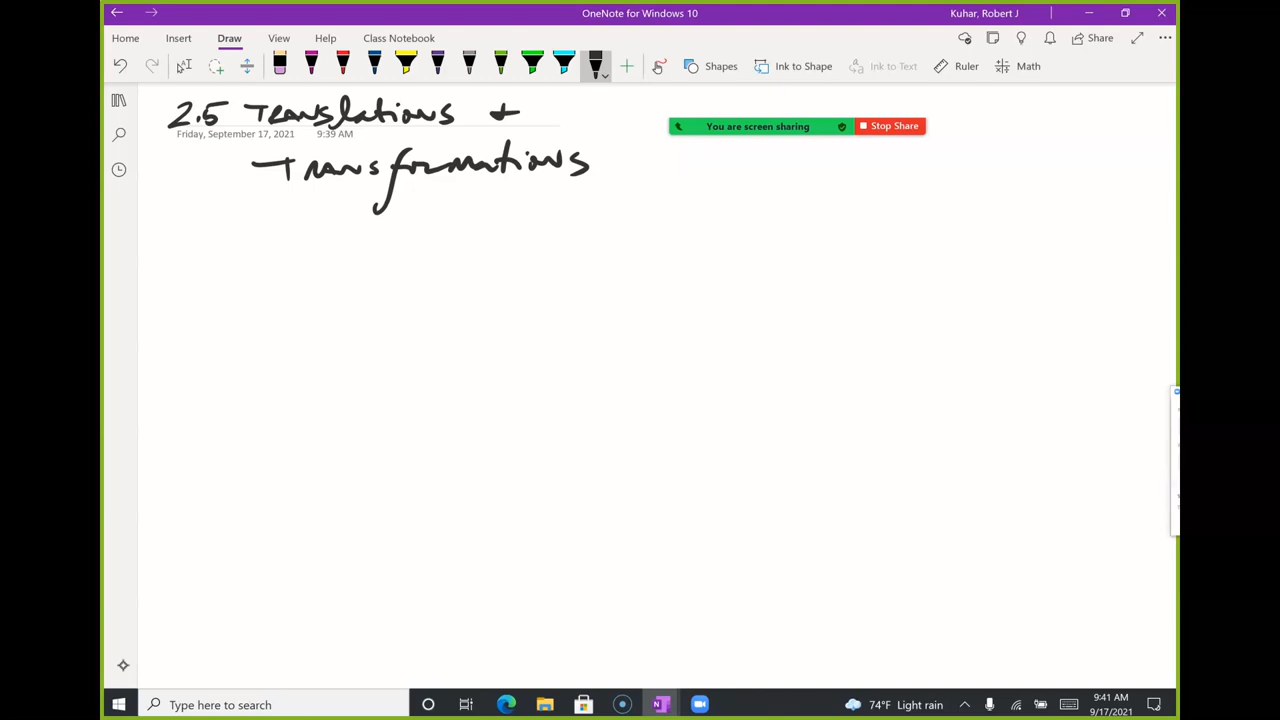 OneNote for Windows 10
Kuhar, Robert J
Home Insert Draw View Help Class Notebook
Share
Shapes Ink to Shape Ink to Text Ruler Math
2.5 Translations +
Friday, September 17, 2021 9:39 AM
Transformations
You are screen sharing Stop Share
Type here to search
74°F Light rain
9:41 AM
9/17/2021